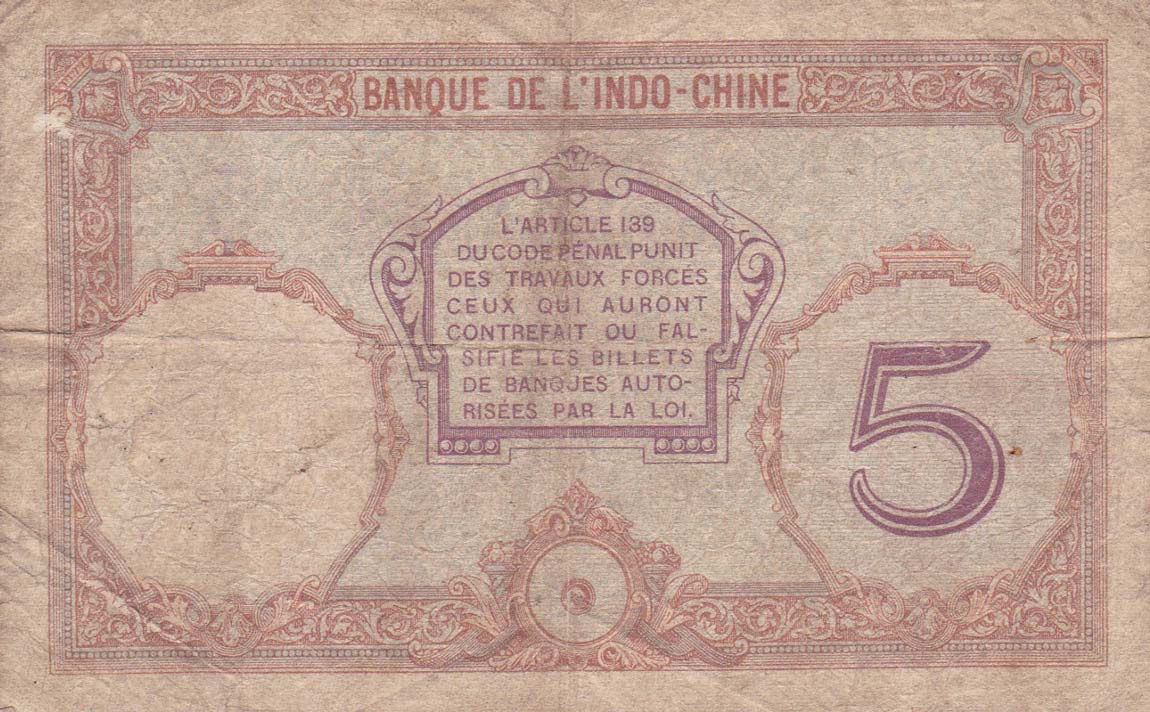 BANQUE DE L'INDO-CHINE
L'ARTICLE 139
DU CODE PÉNAL PUNIT
DES TRAVAUX FORCÉS
CEUX QUI AURONT
CONTREFAIT OU FAL-
SIFIÉ LES BILLETS
DE BANQUES AUTO-
RISÉES PAR LA LOI.
5